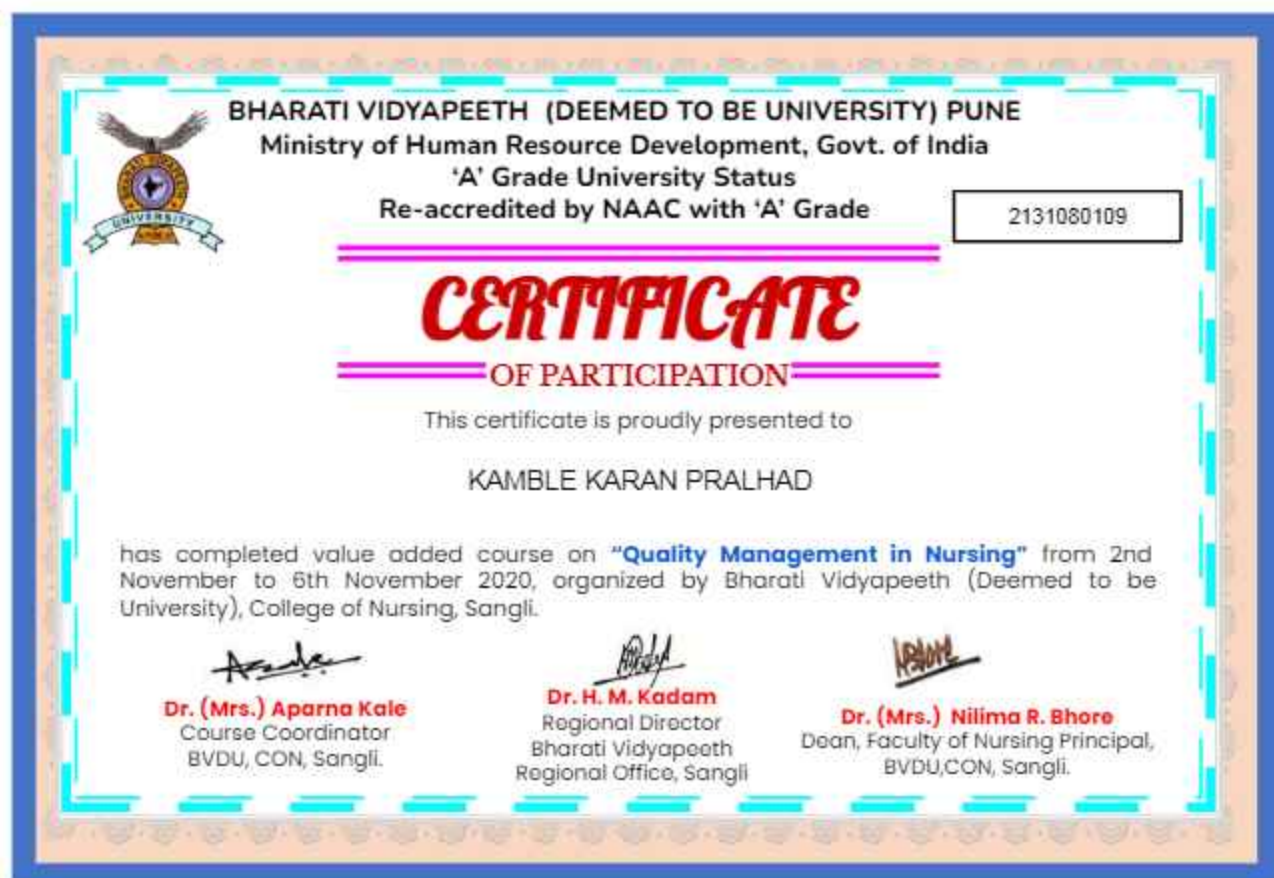 BHARATI VIDYAPEETH (DEEMED TO BE UNIVERSITY) PUNE
Ministry of Human Resource Development, Govt. of India
‘A’ Grade University Status
Re-accredited by NAAC with ‘A’ Grade
2131080109
BHARATI VIDYAPEETH
UNIVERSITY
CERTIFICATE
OF PARTICIPATION
This certificate is proudly presented to
KAMBLE KARAN PRALHAD
has completed value added course on “Quality Management in Nursing” from 2nd
November to 6th November 2020, organized by Bharati Vidyapeeth (Deemed to be
University), College of Nursing, Sangli.
Dr. (Mrs.) Aparna Kale
Course Coordinator
BVDU, CON, Sangli.
Dr. H. M. Kadam
Regional Director
Bharati Vidyapeeth
Regional Office, Sangli
Dr. (Mrs.) Nilima R. Bhore
Dean, Faculty of Nursing Principal,
BVDU,CON, Sangli.